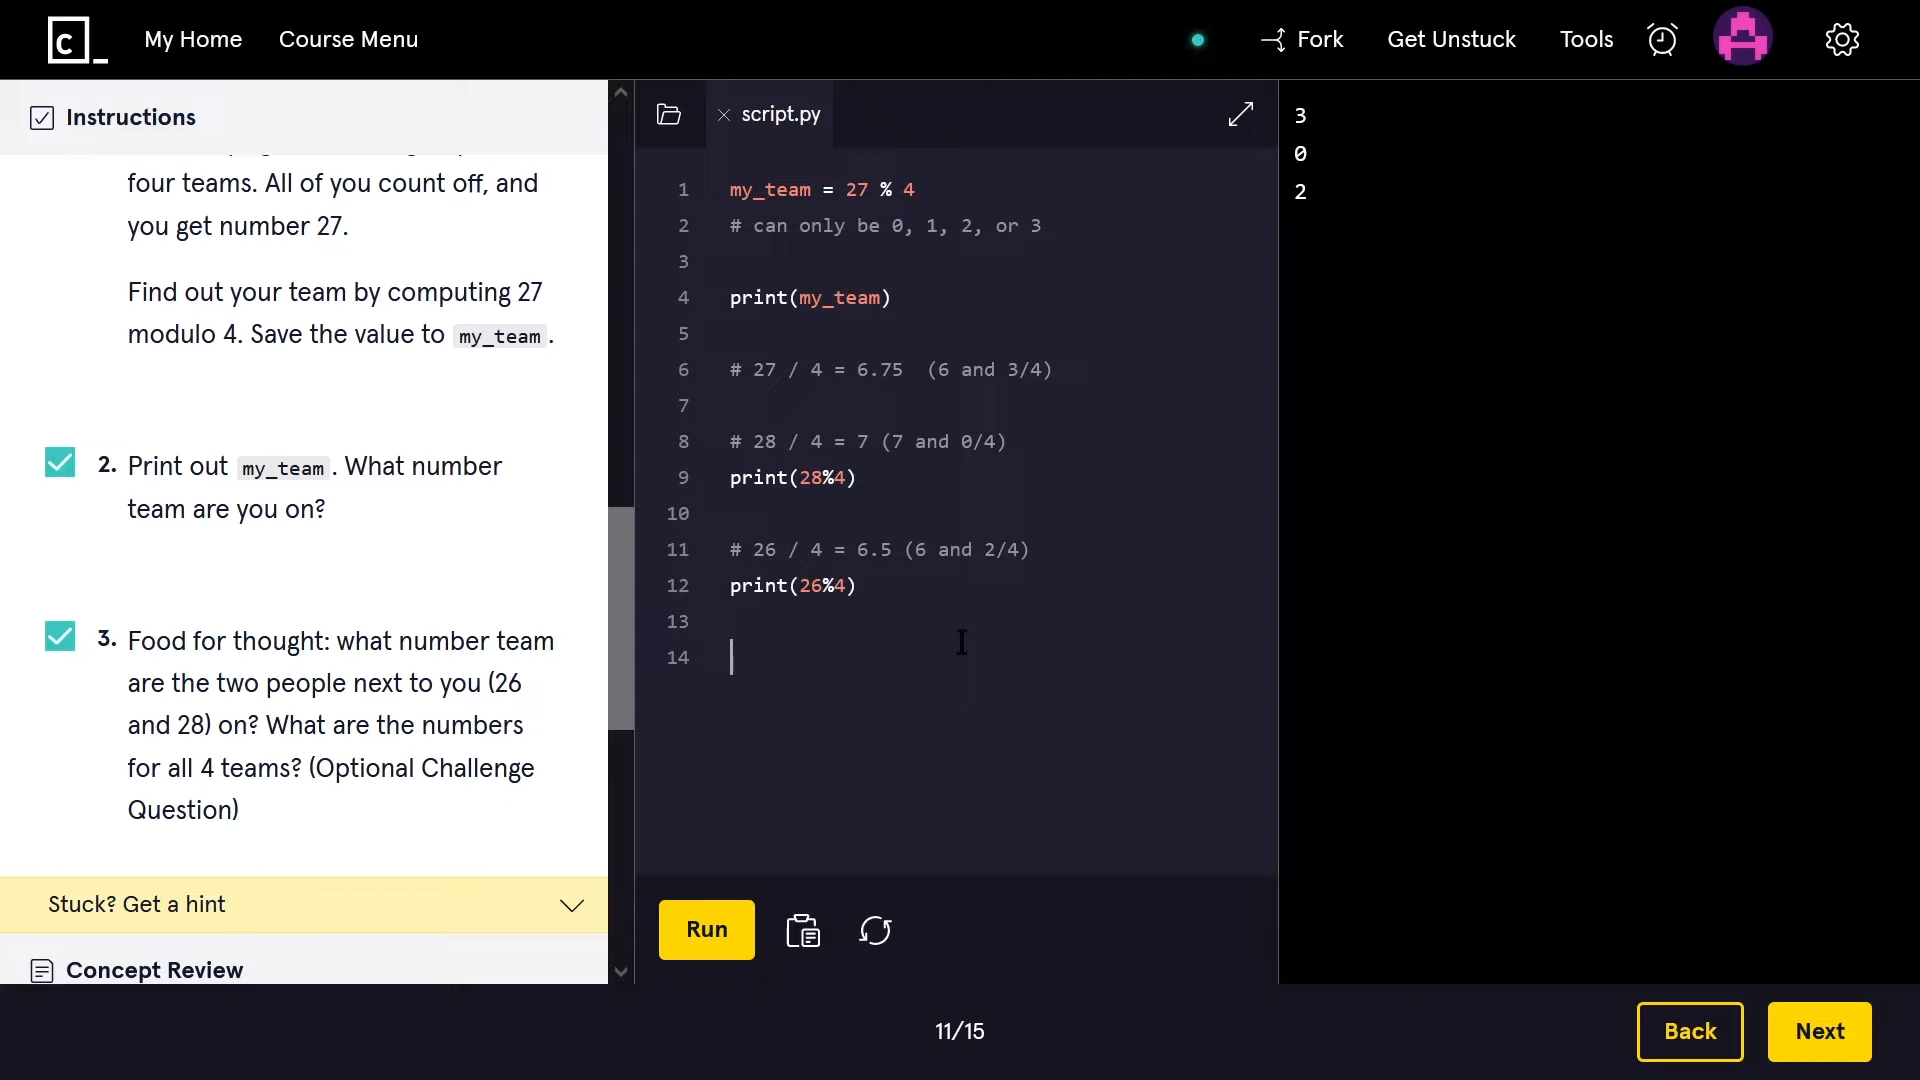 My Home
Course Menu
Fork
Get Unstuck
Tools
Instructions
four teams. All of you count off, and
you get number 27.
Find out your team by computing 27
modulo 4. Save the value to my_team.
2. Print out my_team. What number
team are you on?
3. Food for thought: what number team
are the two people next to you (26
and 28) on? What are the numbers
for all 4 teams? (Optional Challenge
Question)
Stuck? Get a hint
Concept Review
script.py
1 my_team = 27 % 4
2 # can only be 0, 1, 2, or 3
3
4 print(my_team)
5
6 # 27 / 4 = 6.75  (6 and 3/4)
7
8 # 28 / 4 = 7 (7 and 0/4)
9 print(28%4)
10
11 # 26 / 4 = 6.5 (6 and 2/4)
12 print(26%4)
13
14
Run
3
0
2
11/15
Back
Next